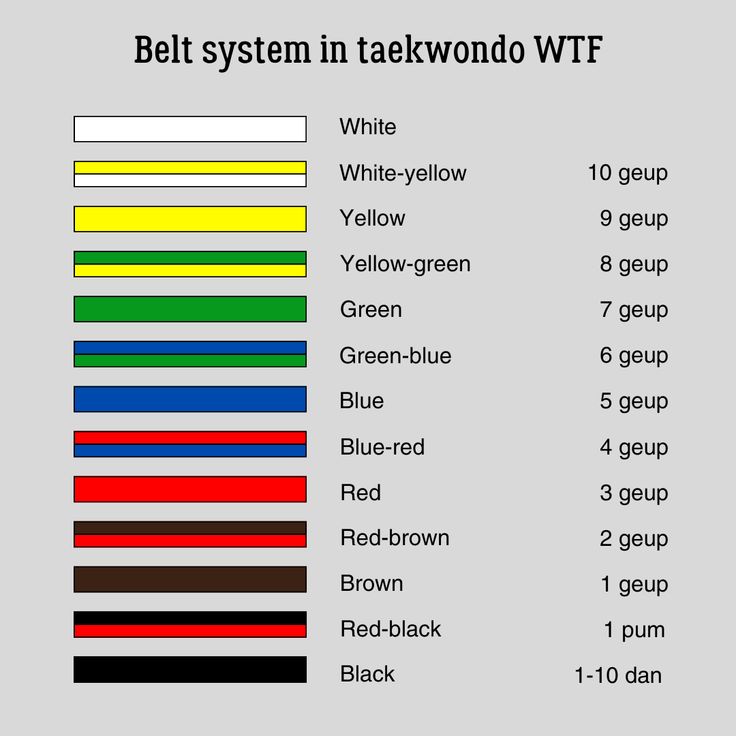 Belt system in taekwondo WTF
White
White-yellow 10 geup
Yellow 9 geup
Yellow-green 8 geup
Green 7 geup
Green-blue 6 geup
Blue 5 geup
Blue-red 4 geup
Red 3 geup
Red-brown 2 geup
Brown 1 geup
Red-black 1 pum
Black 1-10 dan